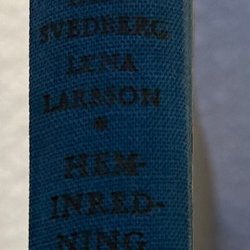 SVEDBERG
LENA
LARSSON
*
HEM-
INRED-
NING